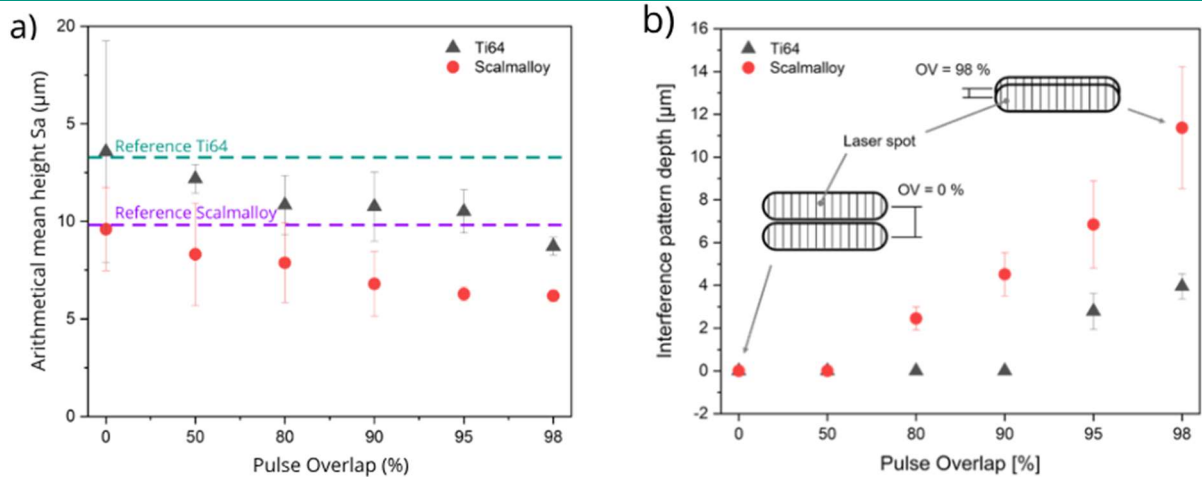 a)
Arithmetical mean height Sa (µm)
20
5
10
5
0
Ti64
Scalmalloy
Reference Ti64
Reference Scalmalloy
0 50 80 90 95 98
Pulse Overlap (%)
b)
Interference pattern depth [µm]
16
14
12
10
8
6
4
2
0
-2
Ti64
Scalmalloy
OV = 98 %
Laser spot
OV = 0 %
0 50 80 90 95 98
Pulse Overlap [%]